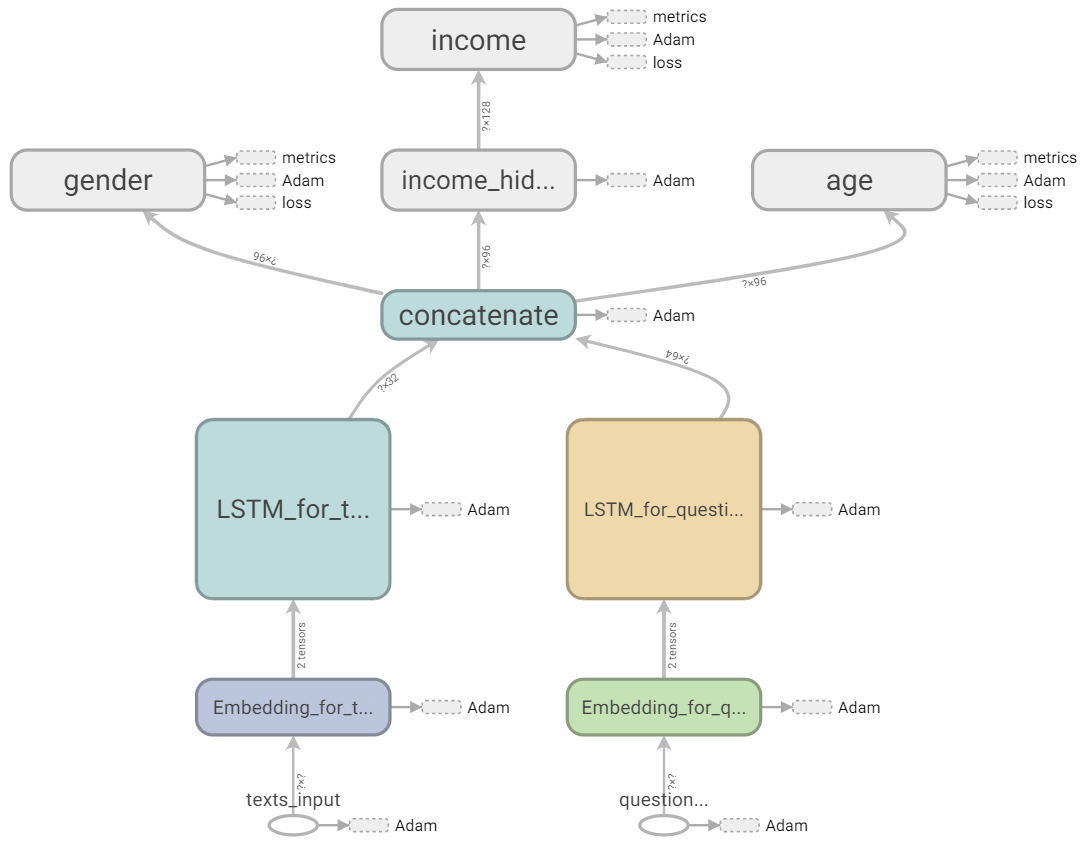 income
metrics
Adam
loss
?×128
gender
metrics
Adam
loss
income_hid...
Adam
age
metrics
Adam
loss
?×96
?×96
?×96
concatenate
Adam
?×32
?×64
LSTM_for_t...
Adam
LSTM_for_questi...
Adam
2 tensors
2 tensors
Embedding_for_t...
Adam
Embedding_for_q...
Adam
?×?
?×?
texts_input
question...
Adam
Adam